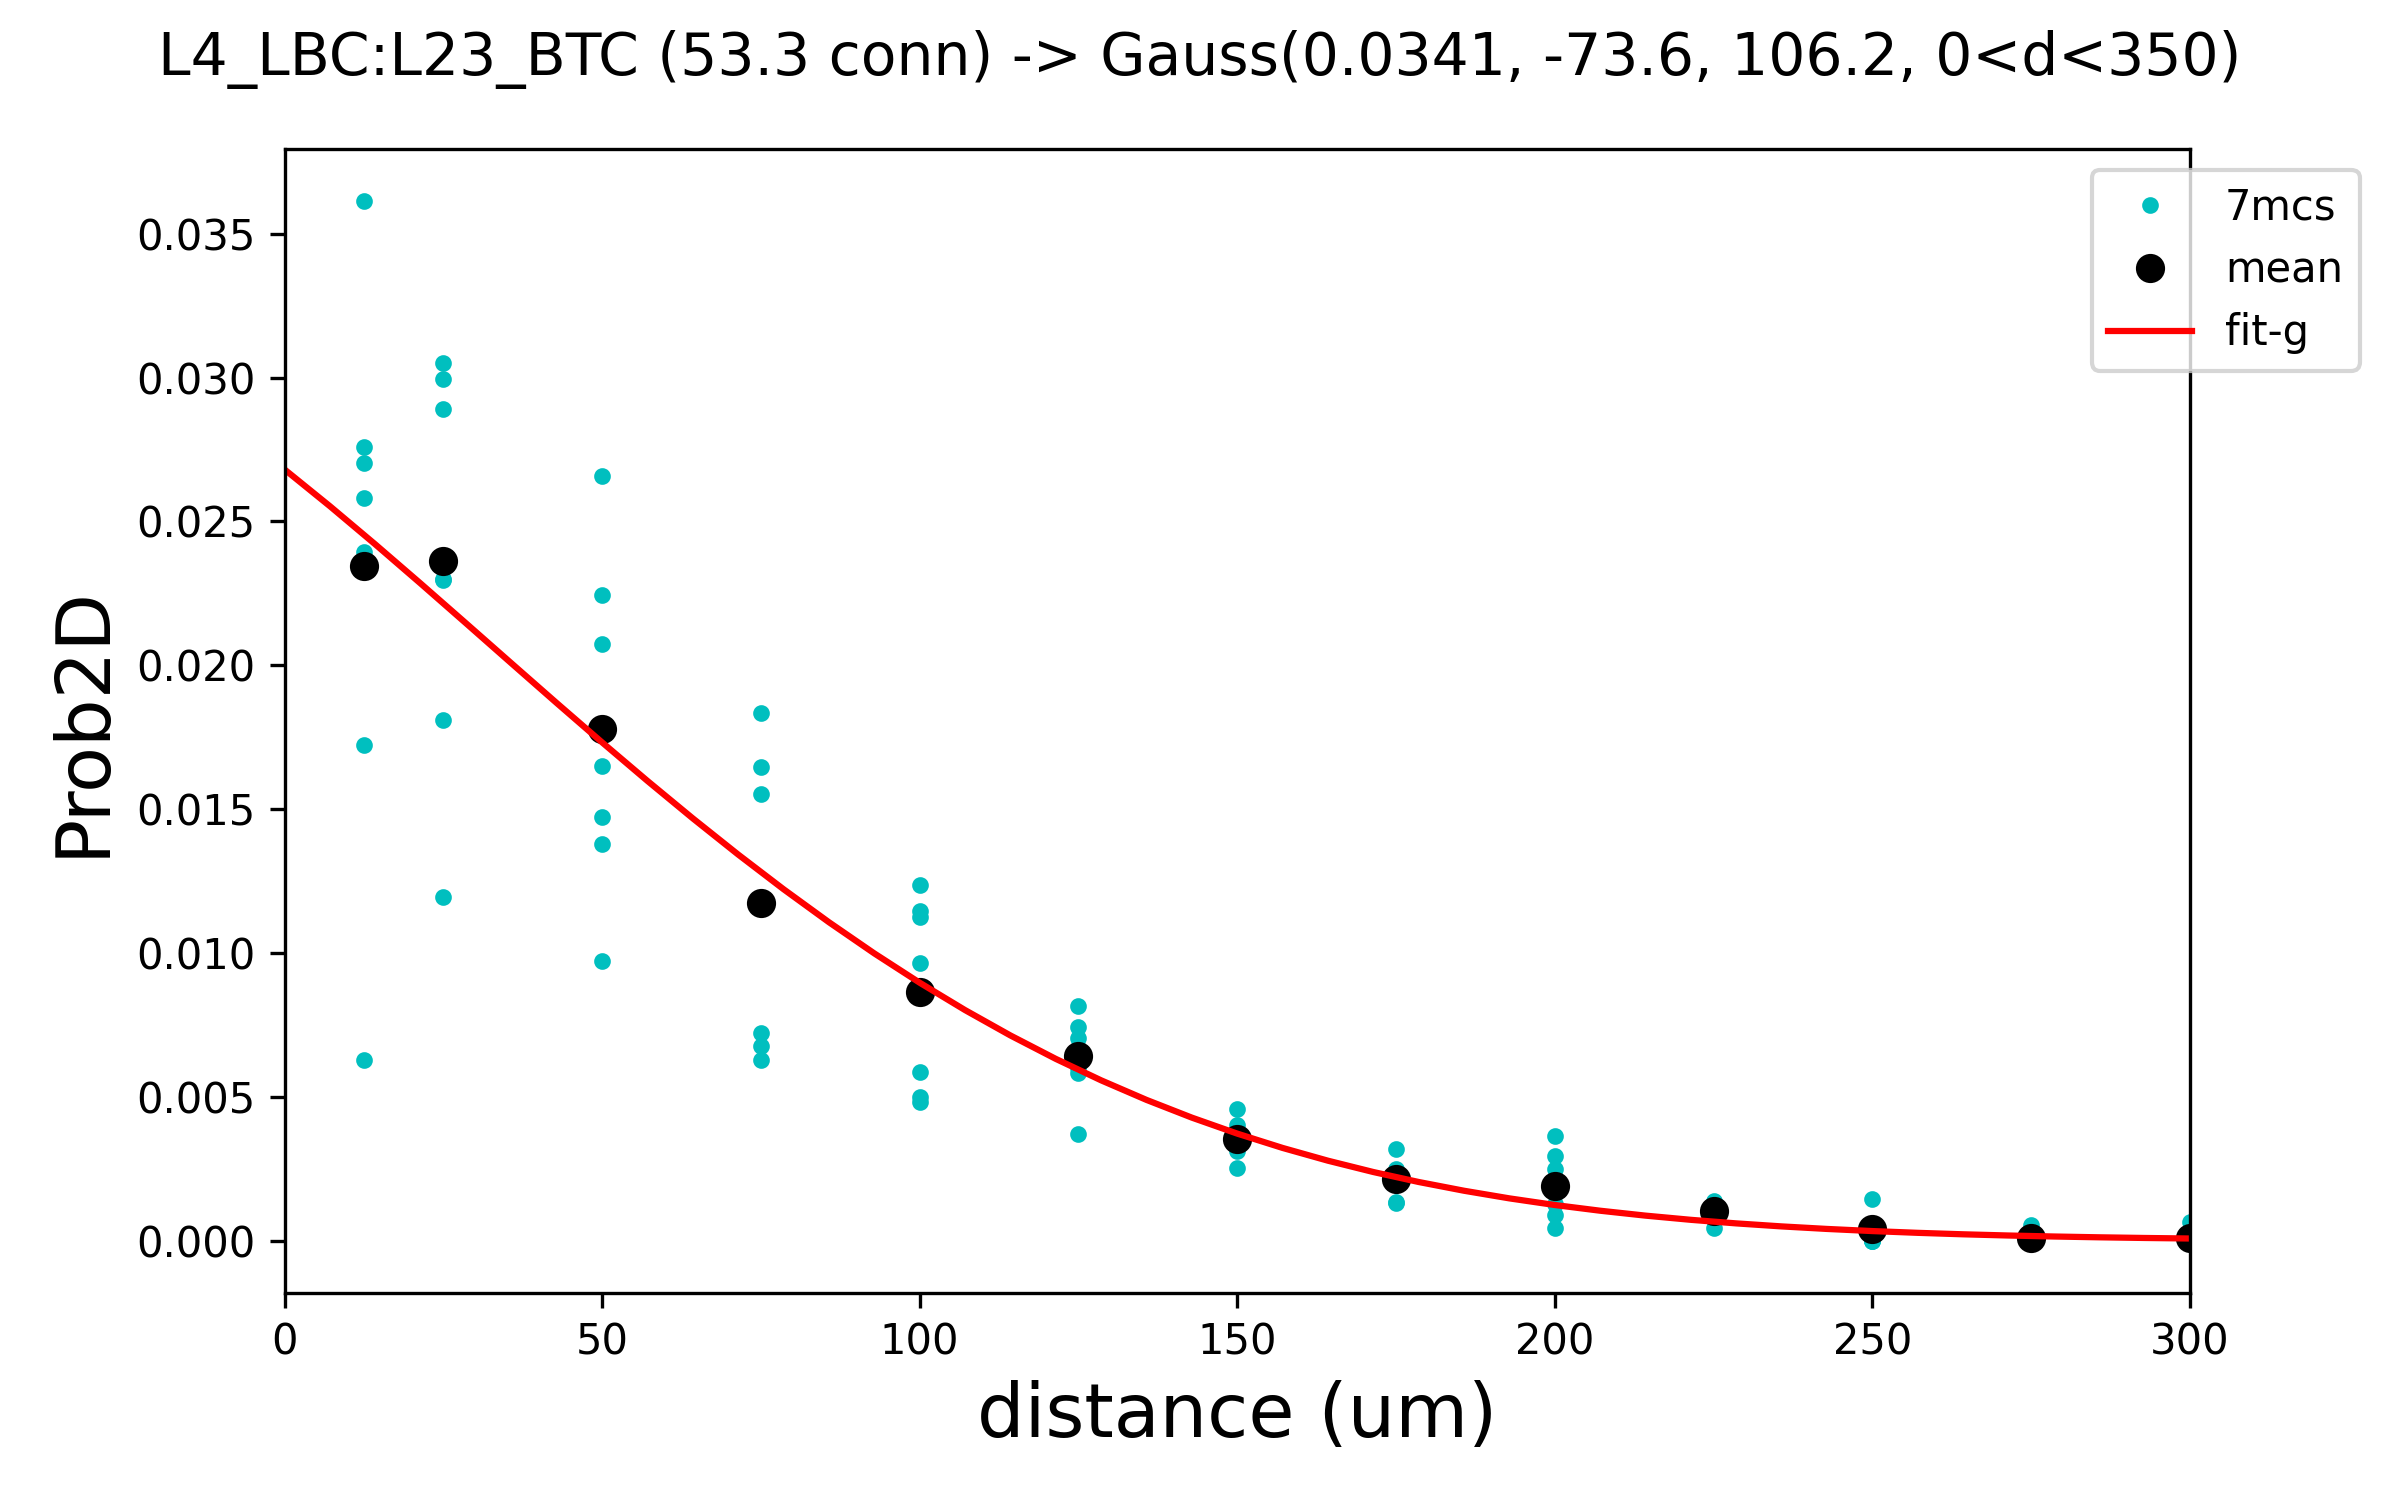 L4_LBC:L23_BTC (53.3 conn) -> Gauss(0.0341, -73.6, 106.2, 0<d<350)
7mcs
mean
fit-g
Prob2D
0.035
0.030
0.025
0.020
0.015
0.010
0.005
0.000
0
50
100
150
200
250
300
distance (um)